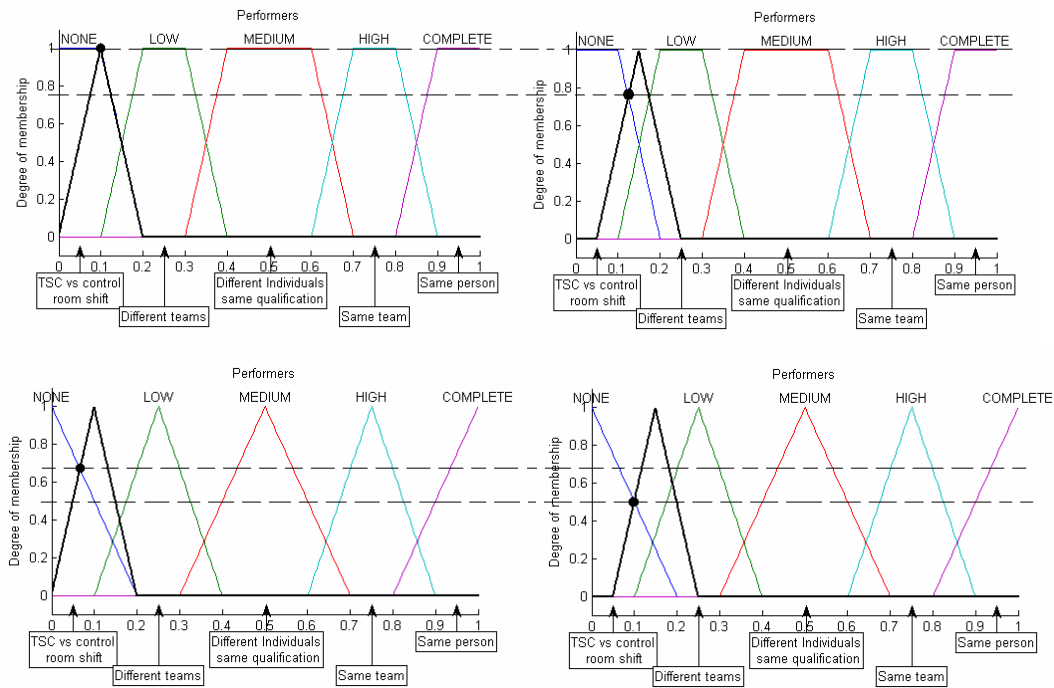 Performers
NONE LOW MEDIUM HIGH COMPLETE
Degree of membership
1
0.8
0.6
0.4
0.2
0
0 0.1 0.2 0.3 0.4 0.5 0.6 0.7 0.8 0.9 1
TSC vs control
room shift
Different teams
Different Individuals
same qualification
Same team
Same person
Performers
NONE LOW MEDIUM HIGH COMPLETE
Degree of membership
1
0.8
0.6
0.4
0.2
0
0 0.1 0.2 0.3 0.4 0.5 0.6 0.7 0.8 0.9 1
TSC vs control
room shift
Different teams
Different Individuals
same qualification
Same team
Same person
Performers
NONE LOW MEDIUM HIGH COMPLETE
Degree of membership
1
0.8
0.6
0.4
0.2
0
0 0.1 0.2 0.3 0.4 0.5 0.6 0.7 0.8 0.9 1
TSC vs control
room shift
Different teams
Different Individuals
same qualification
Same team
Same person
Performers
NONE LOW MEDIUM HIGH COMPLETE
Degree of membership
1
0.8
0.6
0.4
0.2
0
0 0.1 0.2 0.3 0.4 0.5 0.6 0.7 0.8 0.9 1
TSC vs control
room shift
Different teams
Different Individuals
same qualification
Same team
Same person